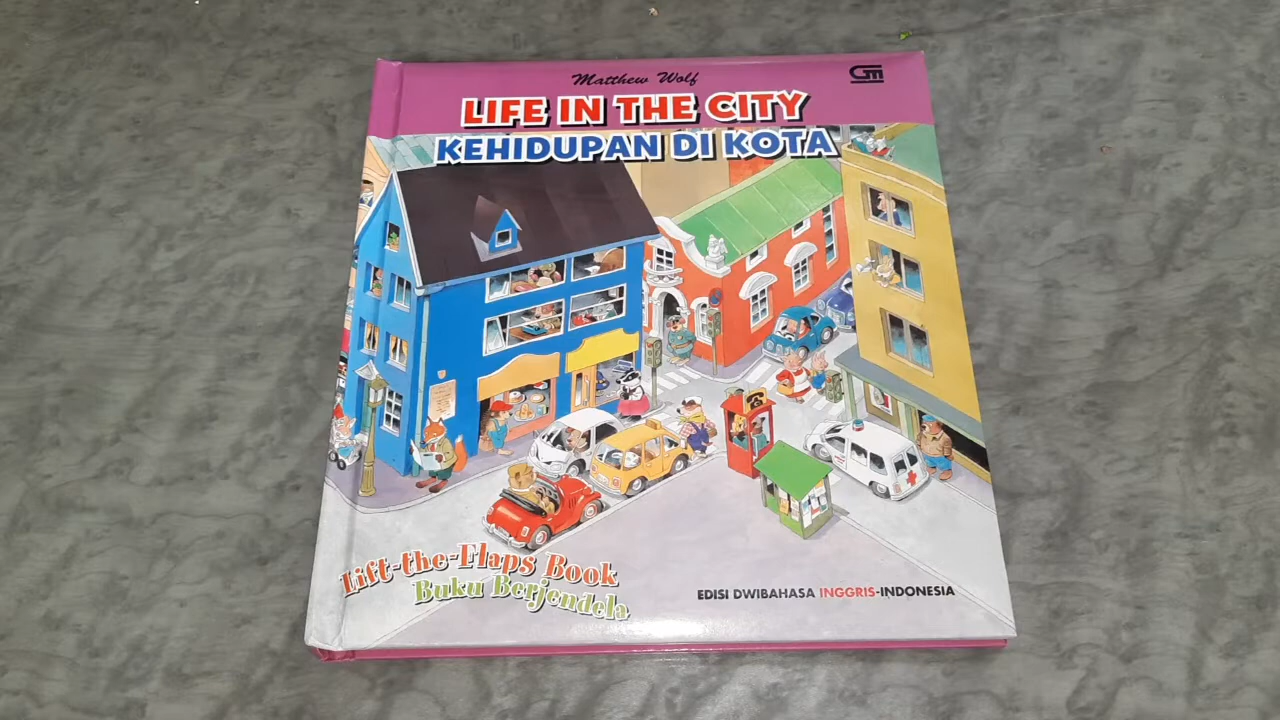 Matthew Wolf
GM
LIFE IN THE CITY
KEHIDUPAN DI KOTA
Lift-the-Flaps Book
Buku Berjendela
EDISI DWIBAHASA INGGRIS-INDONESIA